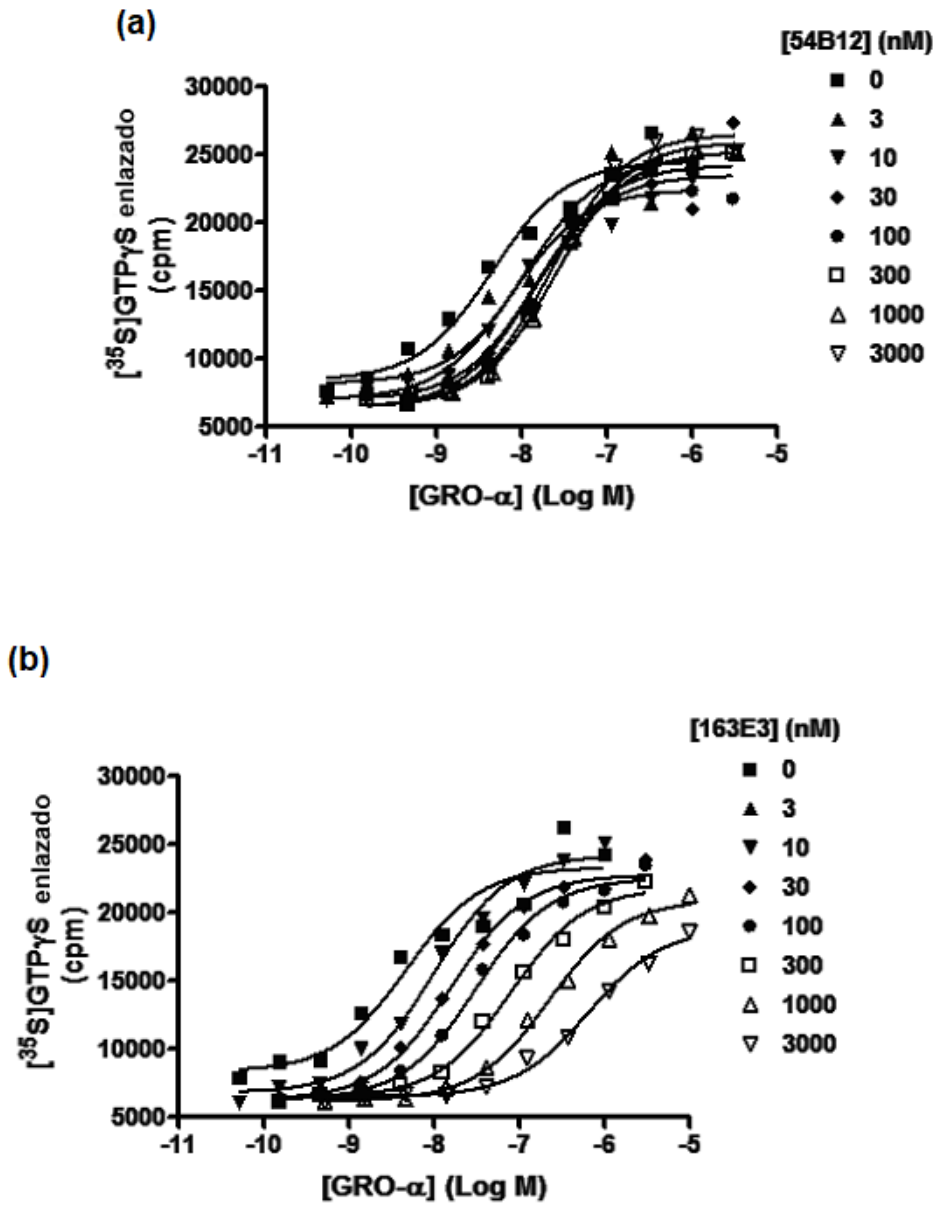 (a)
[54B12] (nM)
0
3
10
30
100
300
1000
3000
30000
25000
20000
15000
10000
5000
[³⁵S]GTPγS enlazado
(cpm)
-11 -10 -9 -8 -7 -6 -5
[GRO-α] (Log M)
(b)
[163E3] (nM)
0
3
10
30
100
300
1000
3000
30000
25000
20000
15000
10000
5000
[³⁵S]GTPγS enlazado
(cpm)
-11 -10 -9 -8 -7 -6 -5
[GRO-α] (Log M)